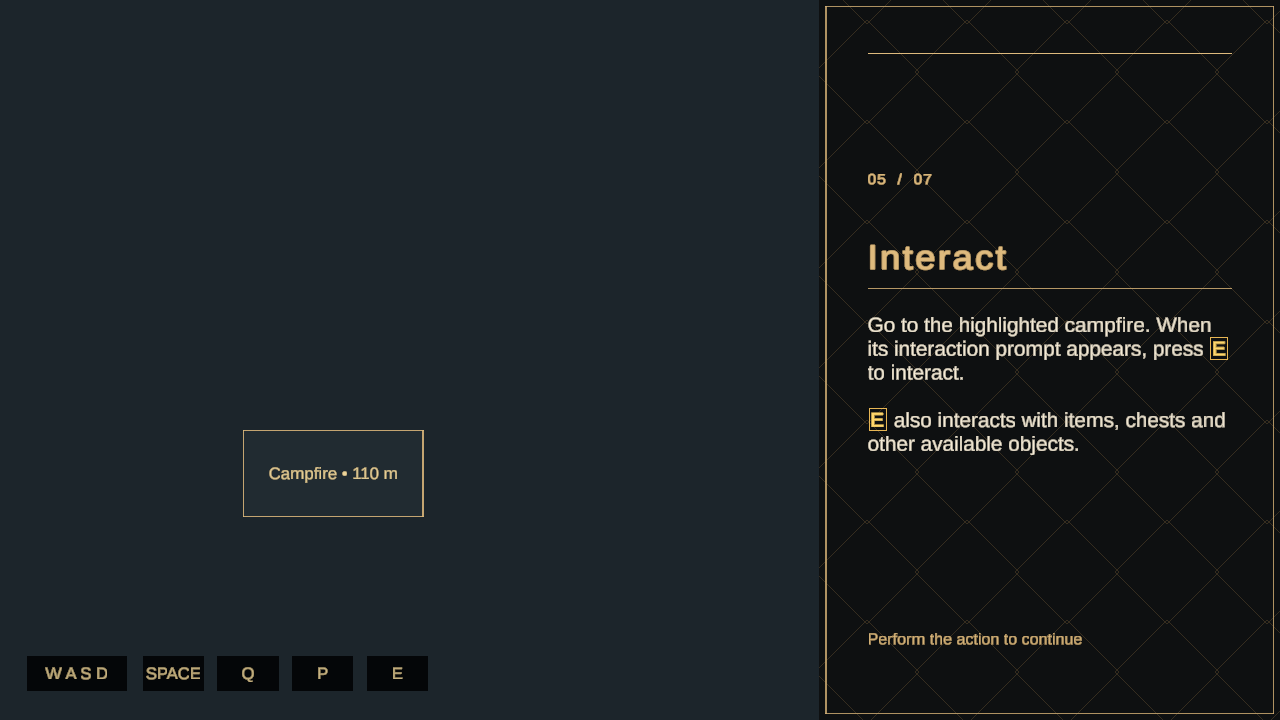 05 / 07
Interact
Go to the highlighted campfire. When
its interaction prompt appears, press E
to interact.
E also interacts with items, chests and
other available objects.
Campfire • 110 m
Perform the action to continue
W A S D
SPACE
Q
P
E